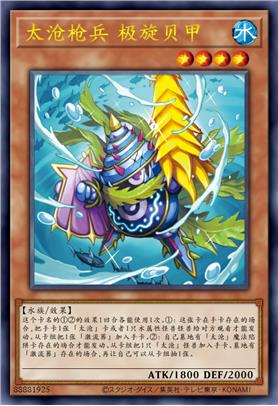 太沧枪兵 极旋贝甲
水
【水族/效果】
这个卡名的①②的效果1回合各能使用1次。①:这张卡在手卡存在的场
合,把手卡1张「太沧」卡或者1只水属性怪兽给对方观看才能发
动。从卡组把1张「激流葬」加入手卡。②:自己墓地有「太沧」魔法陷
阱卡存在的场合才能发动。从卡组把1只「太沧」怪兽加入手卡。墓地
有「激流葬」存在的场合,再让自己可以从卡组抽1张。
ATK/1800 DEF/2000
88881925
©スタジオ・ダイス/集英社・テレビ東京・KONAMI